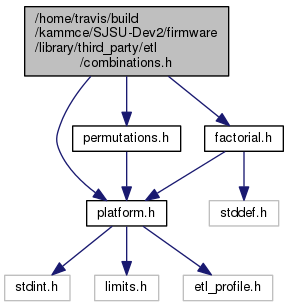 /home/travis/build
/kammce/SJSU-Dev2/firmware
/library/third_party/etl
/combinations.h
permutations.h
factorial.h
platform.h
stddef.h
stdint.h
limits.h
etl_profile.h